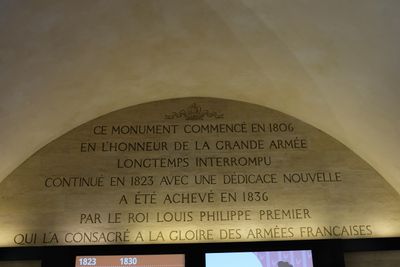 CE MONUMENT COMMENCÉ EN 1806
EN L'HONNEUR DE LA GRANDE ARMÉE
LONGTEMPS INTERROMPU
CONTINUÉ EN 1823 AVEC UNE DÉDICACE NOUVELLE
A ÉTÉ ACHEVÉ EN 1836
PAR LE ROI LOUIS PHILIPPE PREMIER
QUI LA CONSACRÉ À LA GLOIRE DES ARMÉES FRANÇAISES
1823 1830